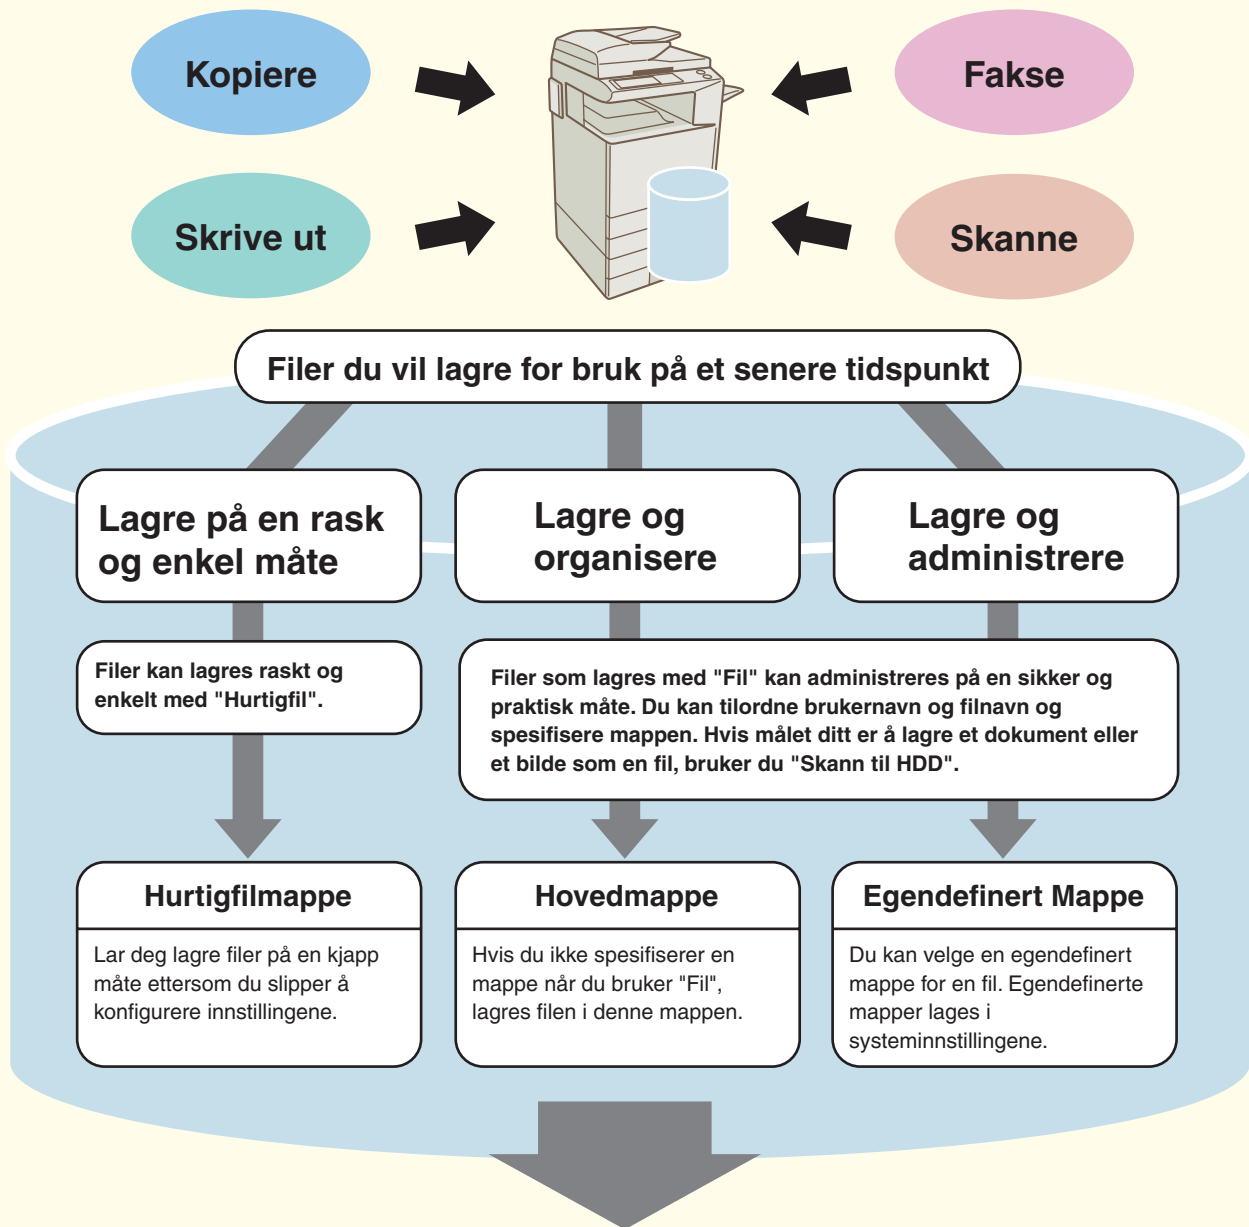 Kopiere
Fakse
Skrive ut
Skanne
Filer du vil lagre for bruk på et senere tidspunkt
Lagre på en rask
og enkel måte
Lagre og
organisere
Lagre og
administrere
Filer kan lagres raskt og
enkelt med "Hurtigfil".
Filer som lagres med "Fil" kan administreres på en sikker og
praktisk måte. Du kan tilordne brukernavn og filnavn og
spesifisere mappen. Hvis målet ditt er å lagre et dokument eller
et bilde som en fil, bruker du "Skann til HDD".
Hurtigfilmappe
Lar deg lagre filer på en kjapp
måte ettersom du slipper å
konfigurere innstillingene.
Hovedmappe
Hvis du ikke spesifiserer en
mappe når du bruker "Fil",
lagres filen i denne mappen.
Egendefinert Mappe
Du kan velge en egendefinert
mappe for en fil. Egendefinerte
mapper lages i
systeminnstillingene.